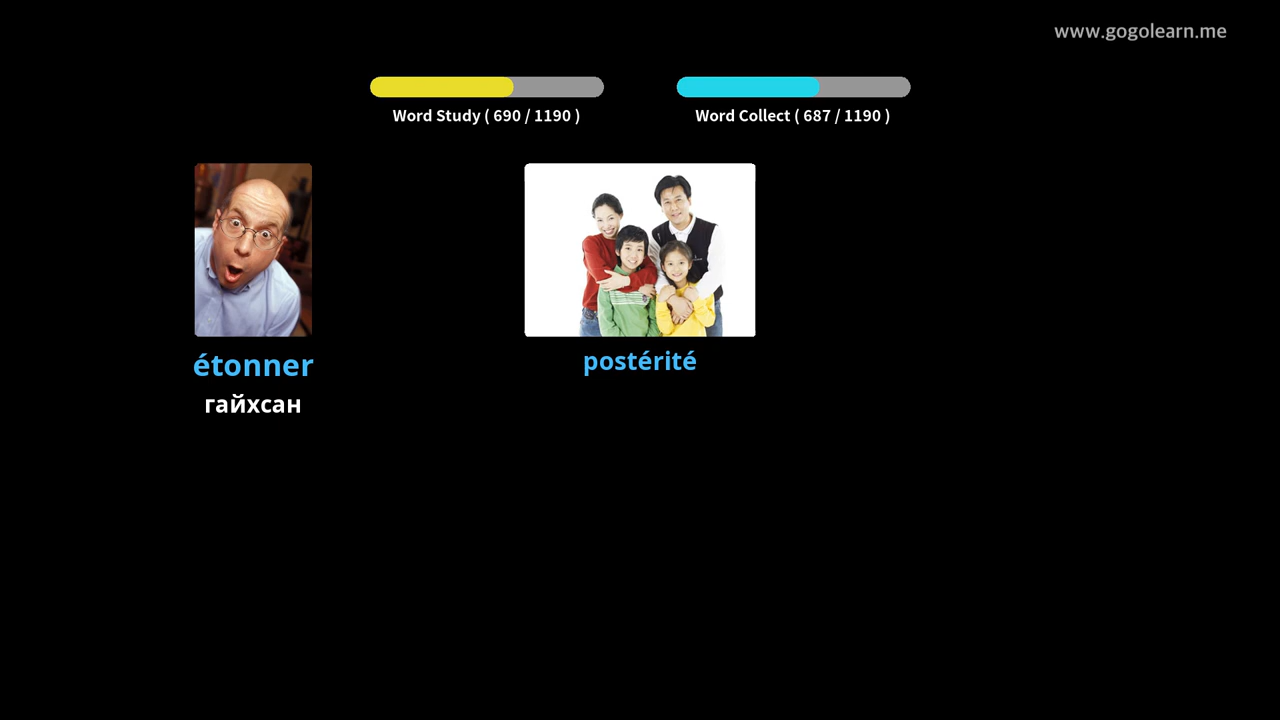 www.gogolearn.me
Word Study ( 690 / 1190 )
Word Collect ( 687 / 1190 )
étonner
гайхсан
postérité